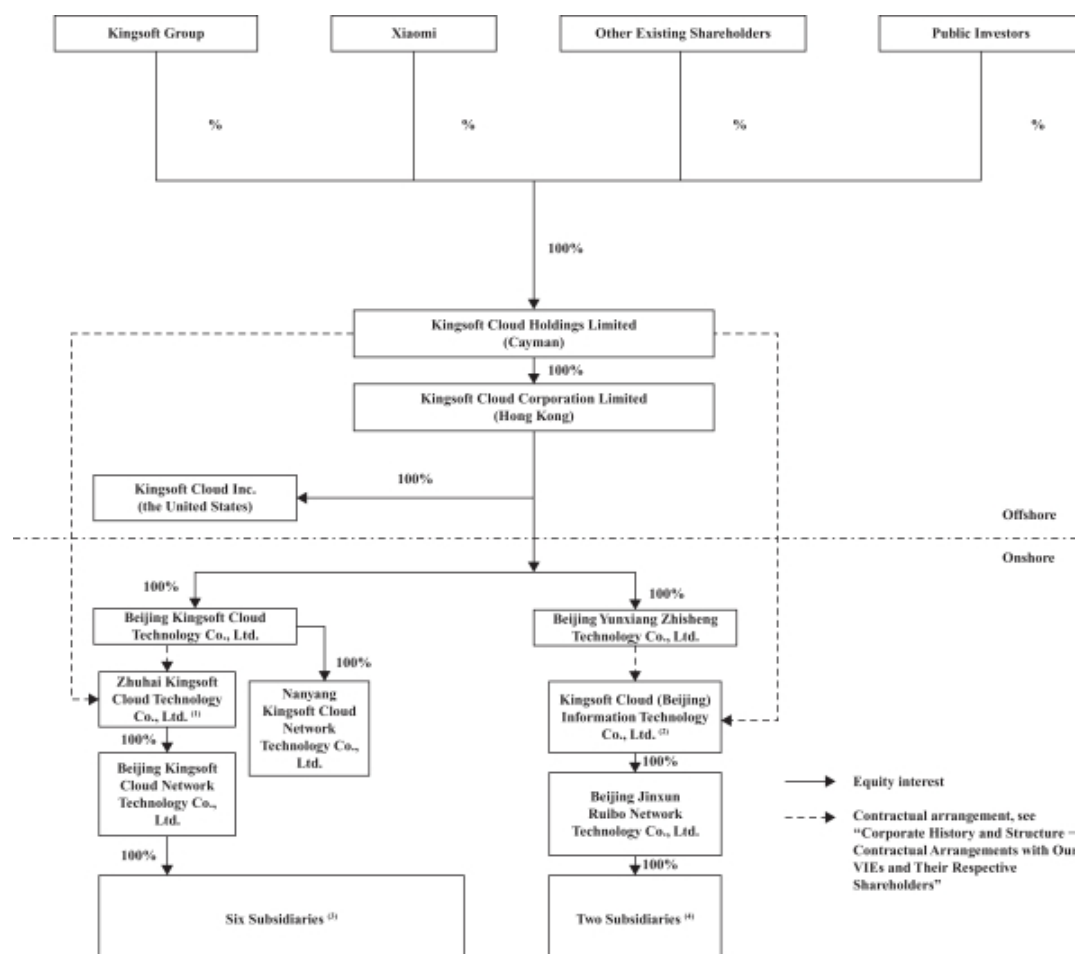 Kingsoft Group
Xiaomi
Other Existing Shareholders
Public Investors
%
%
%
%
100%
Kingsoft Cloud Holdings Limited
(Cayman)
100%
Kingsoft Cloud Corporation Limited
(Hong Kong)
100%
Kingsoft Cloud Inc.
(the United States)
Offshore
Onshore
100%
100%
Beijing Kingsoft Cloud
Technology Co., Ltd.
Beijing Yunxiang Zhisheng
Technology Co., Ltd.
100%
Zhuhai Kingsoft
Cloud Technology
Co., Ltd. (1)
Nanyang
Kingsoft Cloud
Network
Technology Co.,
Ltd.
Kingsoft Cloud (Beijing)
Information Technology
Co., Ltd. (2)
100%
100%
Beijing Kingsoft
Cloud Network
Technology Co.,
Ltd.
Beijing Jinxun
Ruibo Network
Technology Co., Ltd.
Equity interest
Contractual arrangement, see
“Corporate History and Structure –
Contractual Arrangements with Our
VIEs and Their Respective
Shareholders”
100%
100%
Six Subsidiaries (3)
Two Subsidiaries (4)